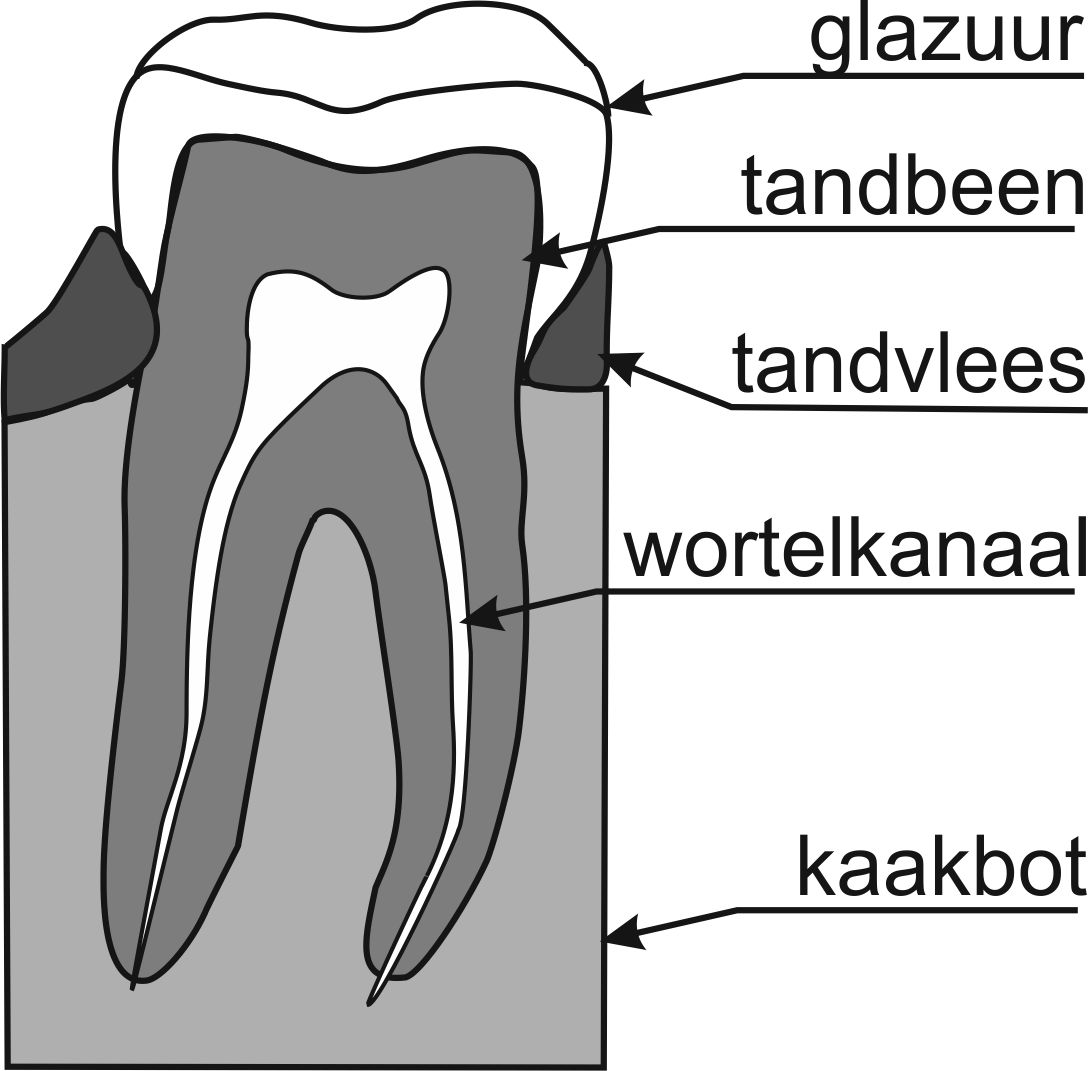 glazuur
tandbeen
tandvlees
wortelkanaal
kaakbot